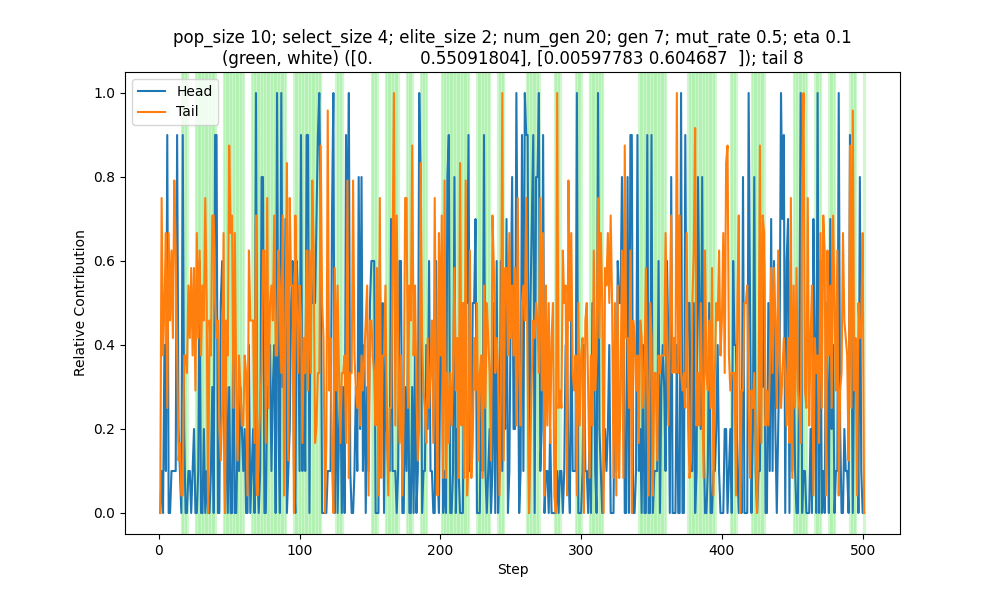 pop_size 10; select_size 4; elite_size 2; num_gen 20; gen 7; mut_rate 0.5; eta 0.1
(green, white) ([0.         0.55091804], [0.00597783 0.604687  ]); tail 8
Head
Tail
1.0
0.8
0.6
0.4
0.2
0.0
Relative Contribution
0
100
200
300
400
500
Step